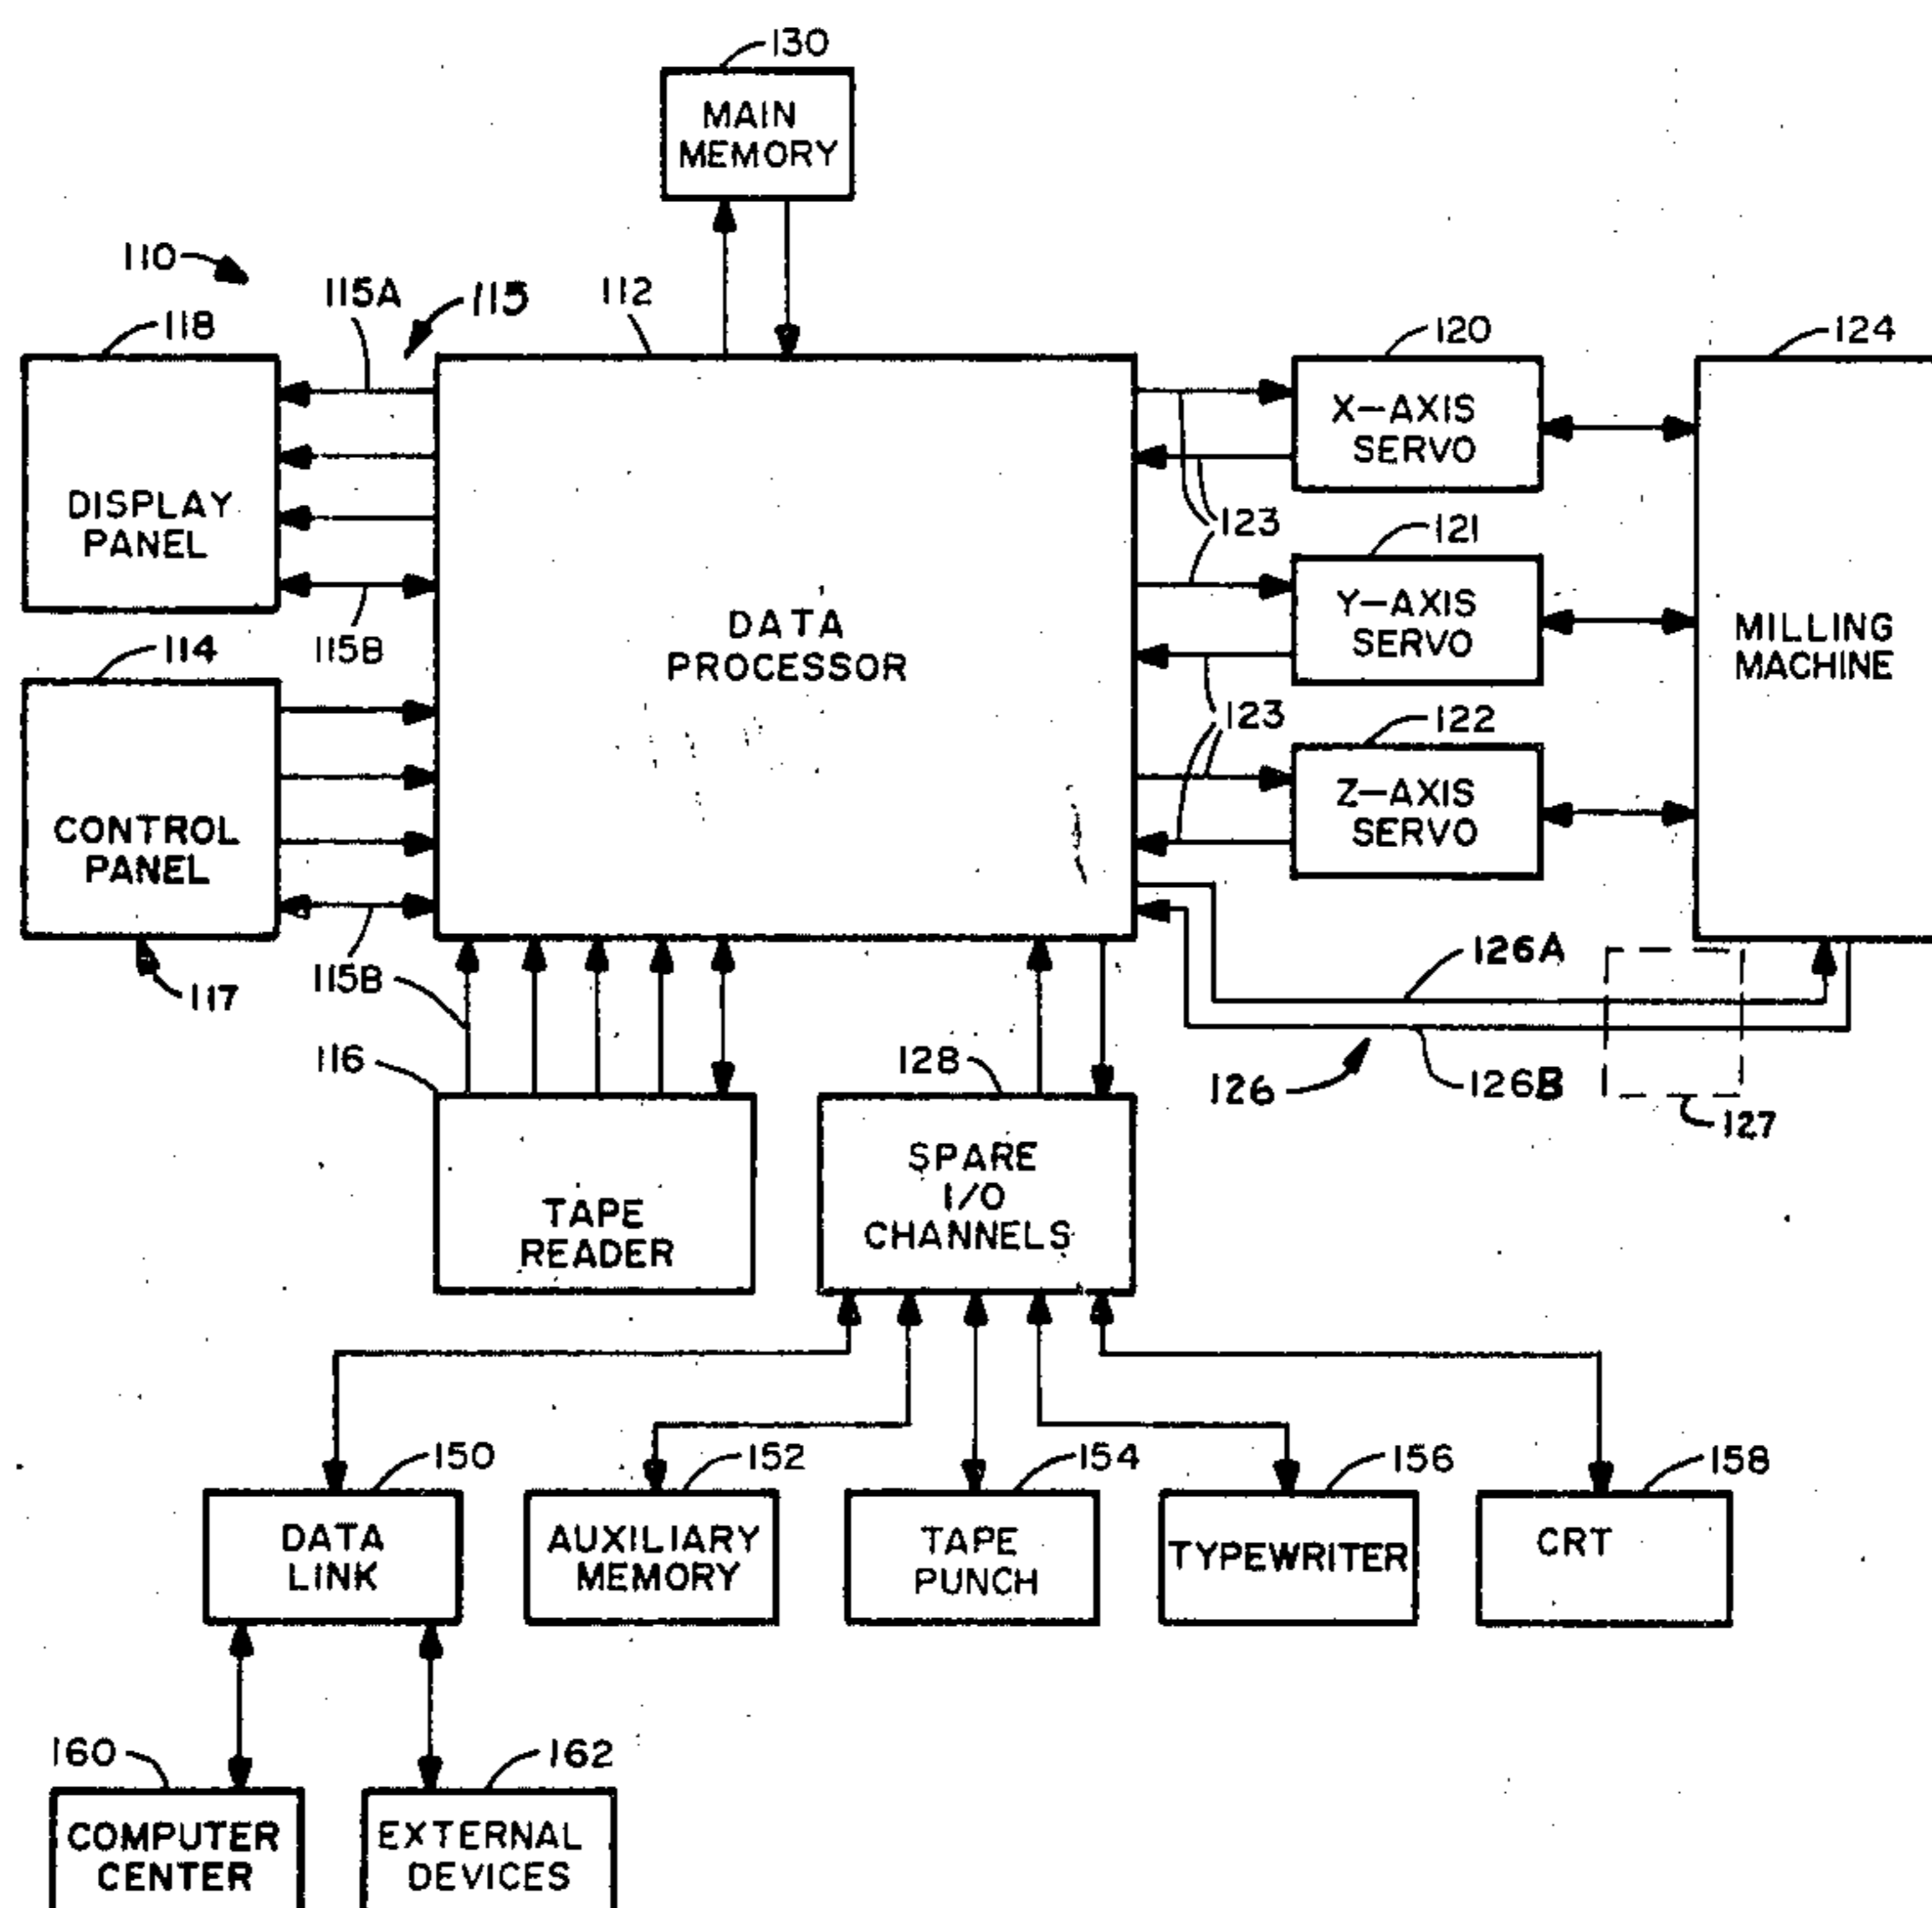 130
MAIN
MEMORY
110
115A
115
112
118
120
124
DISPLAY
PANEL
X-AXIS
SERVO
123
121
115B
114
DATA
PROCESSOR
Y-AXIS
SERVO
MILLING
MACHINE
123
122
CONTROL
PANEL
Z-AXIS
SERVO
117
115B
126A
116
128
126
126B
127
TAPE
READER
SPARE
I/O
CHANNELS
150
152
154
156
158
DATA
LINK
AUXILIARY
MEMORY
TAPE
PUNCH
TYPEWRITER
CRT
160
162
COMPUTER
CENTER
EXTERNAL
DEVICES